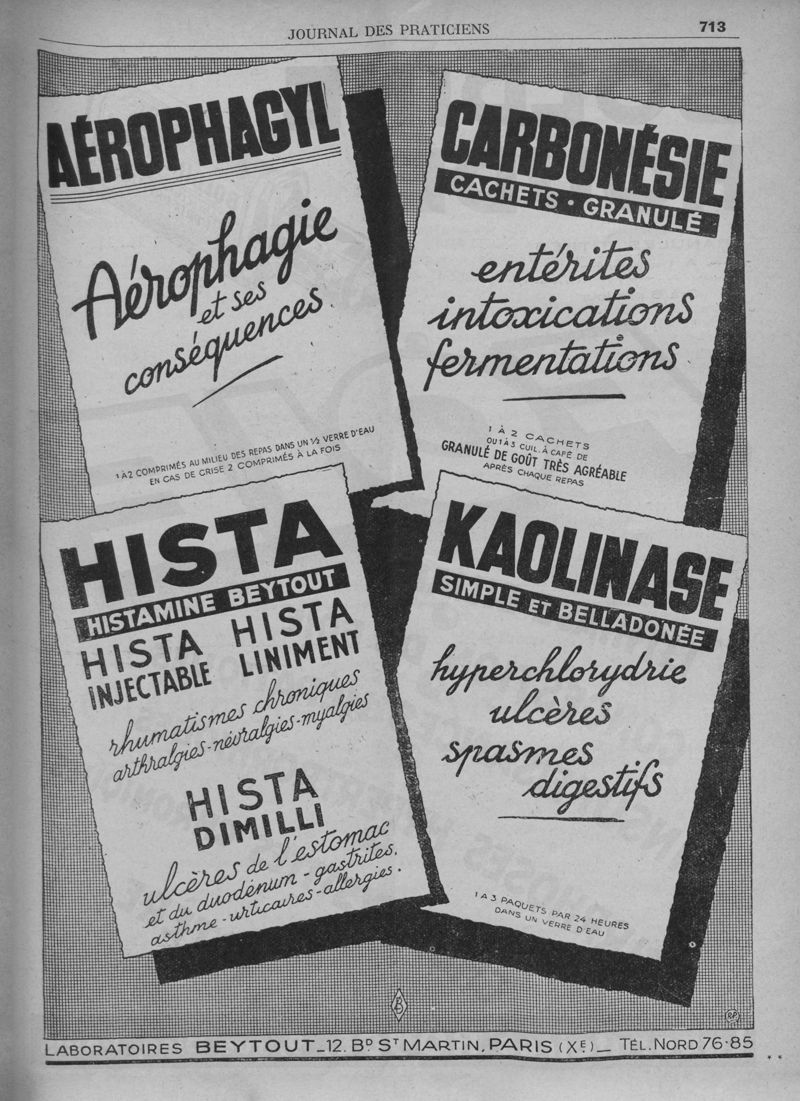 JOURNAL DES PRATICIENS
713
AÉROPHAGYL
Aérophagie
et ses
conséquences
1 À 2 COMPRIMÉS AU MILIEU DES REPAS DANS UN ½ VERRE D'EAU
EN CAS DE CRISE 2 COMPRIMÉS À LA FOIS
CARBONÉSIE
CACHETS · GRANULÉ
entérites
intoxications
fermentations
1 À 2 CACHETS
OU 1 À 3 CUIL. À CAFÉ DE
GRANULÉ DE GOÛT TRÈS AGRÉABLE
APRÈS CHAQUE REPAS
HISTA
HISTAMINE BEYTOUT
HISTA HISTA
INJECTABLE LINIMENT
rhumatismes chroniques
arthralgies-névralgies-myalgies
HISTA
DIMILLI
ulcères de l'estomac
et du duodénum - gastrites,
asthme - urticaires - allergies.
KAOLINASE
SIMPLE ET BELLADONÉE
hyperchlorydrie
ulcères
spasmes
digestifs
1 A 3 PAQUETS PAR 24 HEURES
DANS UN VERRE D'EAU
R.P.
LABORATOIRES BEYTOUT_12. BD ST MARTIN, PARIS (XE)_ TÉL. NORD 76-85